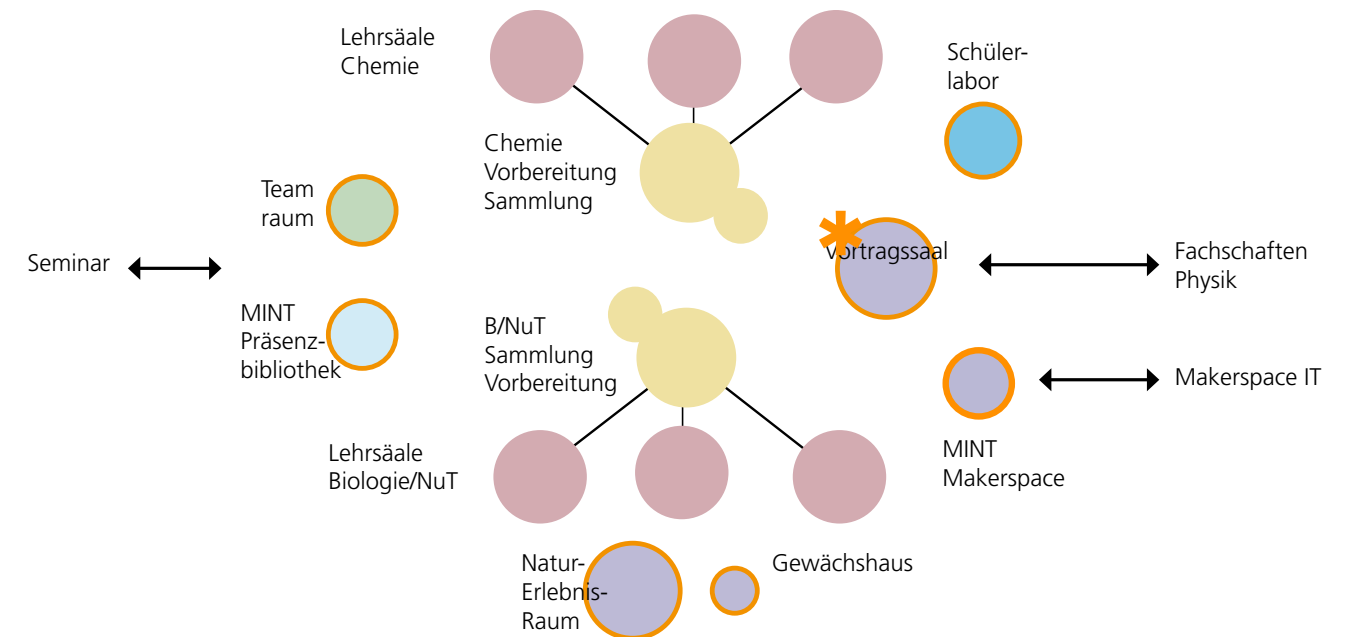 Lehrsäale
Chemie
Schüler-
labor
Chemie
Vorbereitung
Sammlung
Team
raum
Seminar
Vortragssaal
Fachschaften
Physik
MINT
Präsenz-
bibliothek
B/NuT
Sammlung
Vorbereitung
Makerspace IT
MINT
Makerspace
Lehrsäale
Biologie/NuT
Natur-
Erlebnis-
Raum
Gewächshaus